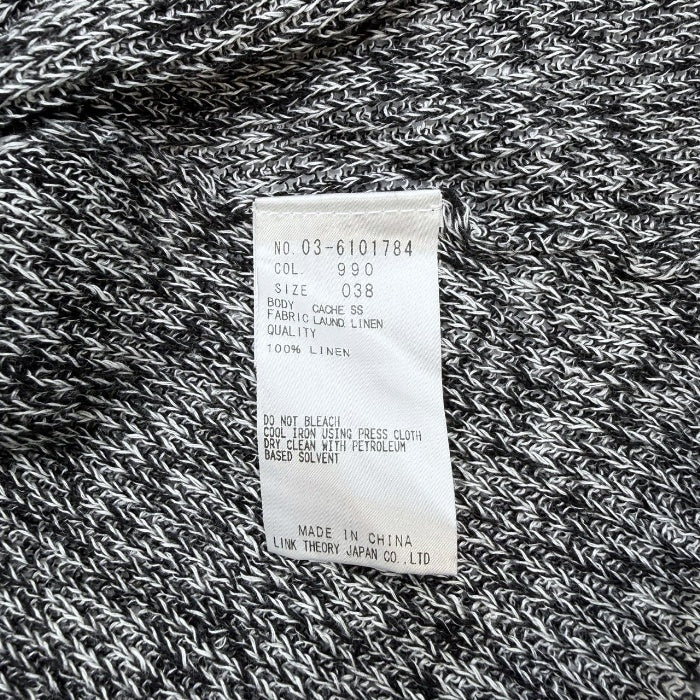 NO. 03-6101784
COL 990
SIZE 038
BODY CACHE SS
FABRIC LAUND. LINEN
QUALITY
100% LINEN
DO NOT BLEACH
COOL IRON USING PRESS CLOTH
DRY CLEAN WITH PETROLEUM
BASED SOLVENT
MADE IN CHINA
LINK THEORY JAPAN CO.,LTD